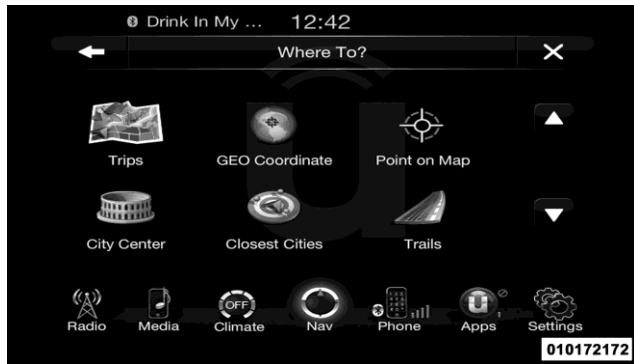 Drink In My ... 12:42
Where To?
Trips GEO Coordinate Point on Map
City Center Closest Cities Trails
OFF
Radio Media Climate Nav Phone Apps Settings
010172172